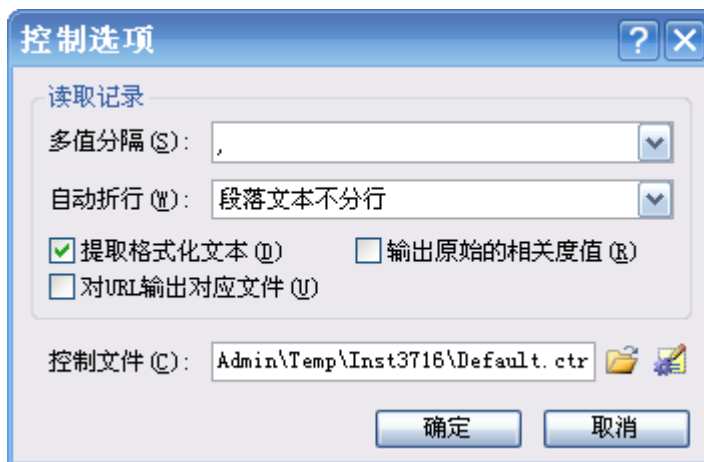 控制选项
读取记录
多值分隔(S): ,
自动折行(W): 段落文本不分行
提取格式化文本(D) 输出原始的相关度值(R)
对URL输出对应文件(U)
控制文件(C): Admin\Temp\Inst3716\Default.ctr
确定 取消